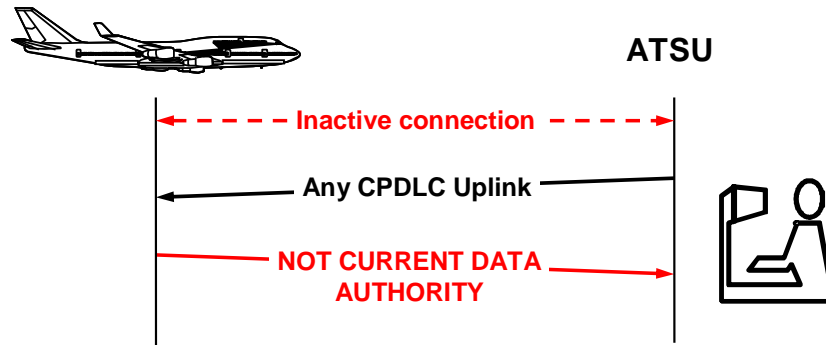 ATSU
Inactive connection
Any CPDLC Uplink
NOT CURRENT DATA
AUTHORITY